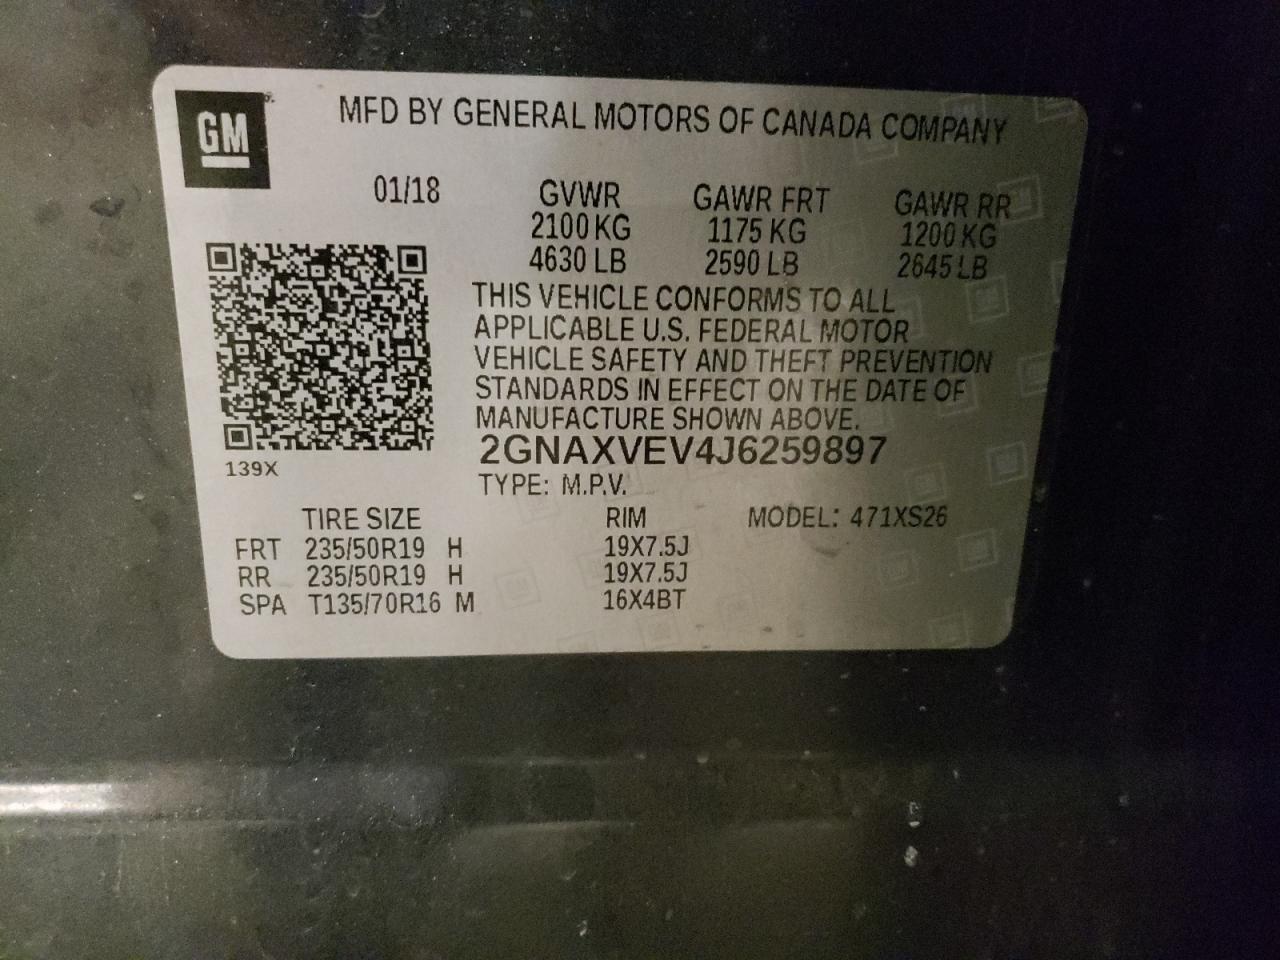 GM
MFD BY GENERAL MOTORS OF CANADA COMPANY
01/18 GVWR GAWR FRT GAWR RR
2100 KG 1175 KG 1200 KG
4630 LB 2590 LB 2645 LB
THIS VEHICLE CONFORMS TO ALL
APPLICABLE U.S. FEDERAL MOTOR
VEHICLE SAFETY AND THEFT PREVENTION
STANDARDS IN EFFECT ON THE DATE OF
MANUFACTURE SHOWN ABOVE.
2GNAXVEV4J6259897
139X
TYPE: M.P.V.
TIRE SIZE RIM MODEL: 471XS26
FRT 235/50R19 H 19X7.5J
RR 235/50R19 H 19X7.5J
SPA T135/70R16 M 16X4BT